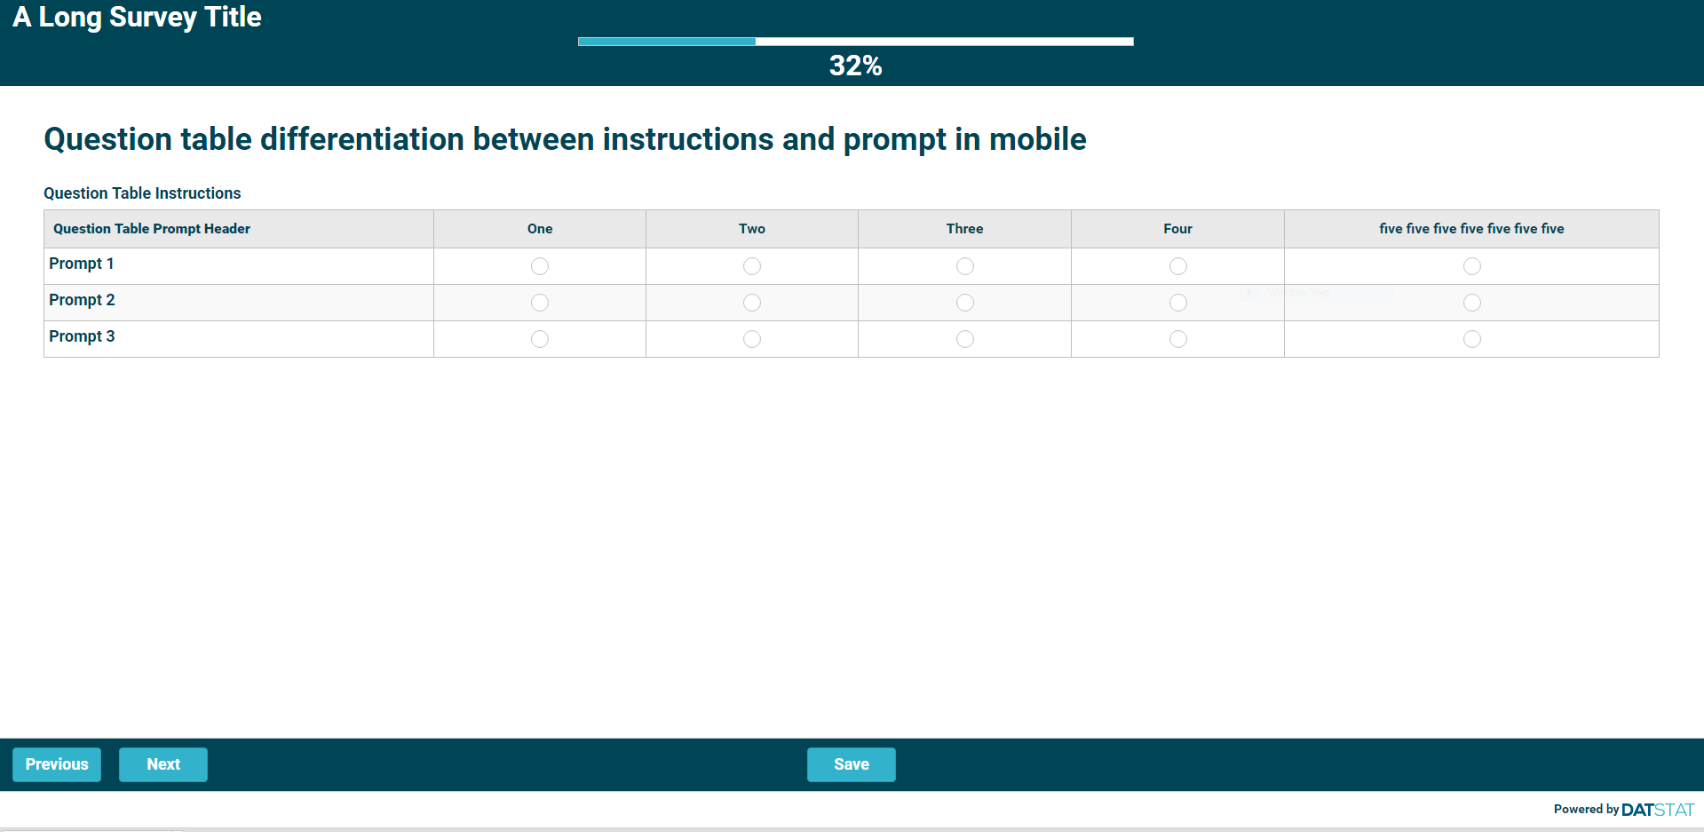 A Long Survey Title
32%
Question table differentiation between instructions and prompt in mobile
Question Table Instructions
Question Table Prompt Header One Two Three Four five five five five five five five
Prompt 1
Prompt 2
Prompt 3
Previous Next Save
Powered by DATSTAT